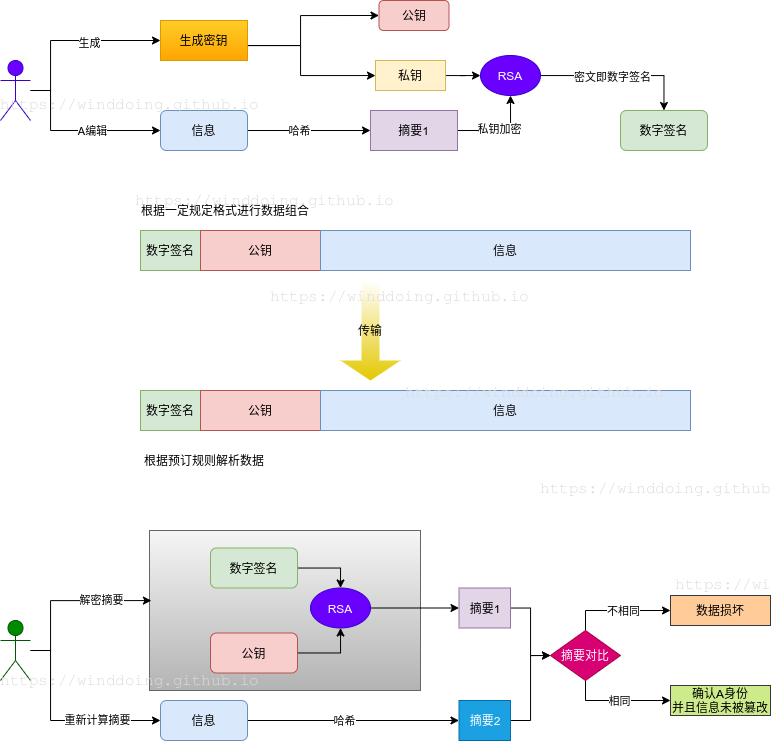 公钥
生成
生成密钥
私钥
RSA
密文即数字签名
https://winddoing.github.io
A编辑
信息
哈希
摘要1
私钥加密
数字签名
https://winddoing.github.io
根据一定规定格式进行数据组合
数字签名 公钥 信息
https://winddoing.github.io
传输
https://winddoing.github.io
数字签名 公钥 信息
根据预订规则解析数据
https://winddoing.github
数字签名
https://wi
解密摘要
RSA
摘要1
不相同
数据损坏
公钥
摘要对比
https://winddoing.github.io
相同
确认A身份
并且信息未被篡改
重新计算摘要
信息
哈希
摘要2